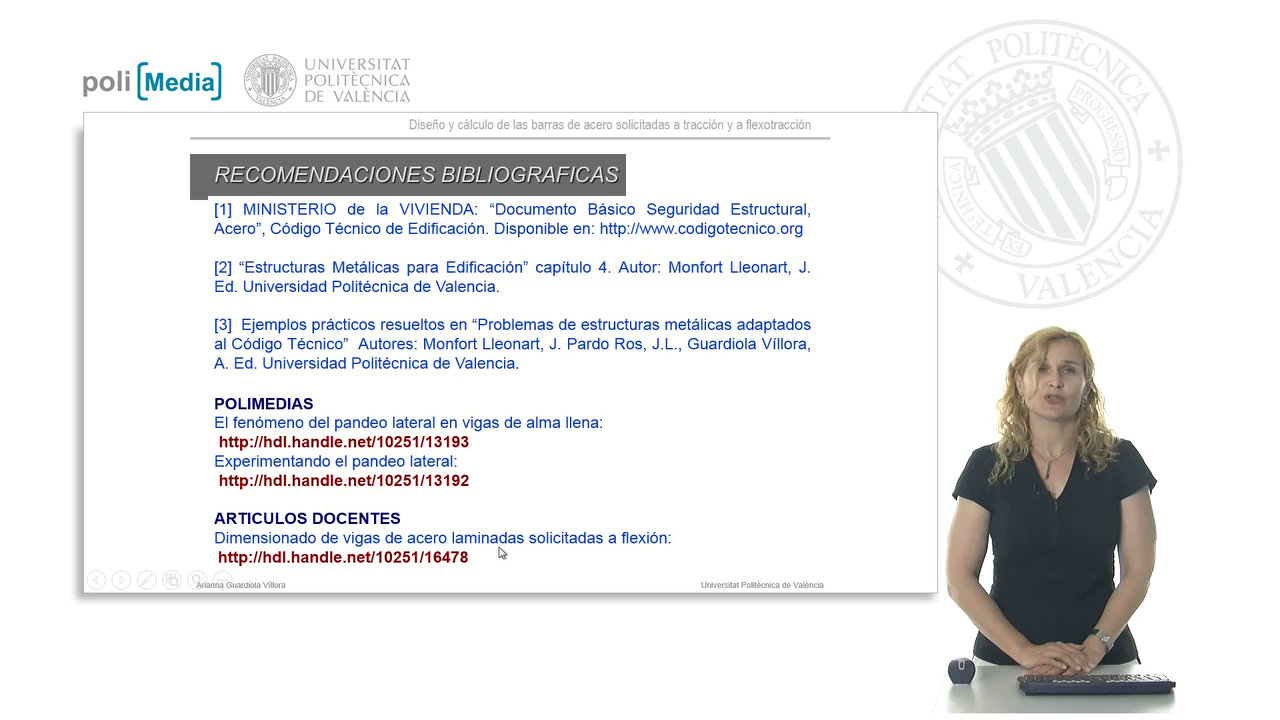 poli [Media]
UNIVERSITAT
POLITÈCNICA
DE VALÈNCIA
Diseño y cálculo de las barras de acero solicitadas a tracción y a flexotracción
RECOMENDACIONES BIBLIOGRAFICAS
[1] MINISTERIO de la VIVIENDA: “Documento Básico Seguridad Estructural,
Acero”, Código Técnico de Edificación. Disponible en: http://www.codigotecnico.org
[2] “Estructuras Metálicas para Edificación” capítulo 4. Autor: Monfort Lleonart, J.
Ed. Universidad Politécnica de Valencia.
[3] Ejemplos prácticos resueltos en “Problemas de estructuras metálicas adaptados
al Código Técnico” Autores: Monfort Lleonart, J. Pardo Ros, J.L., Guardiola Víllora,
A. Ed. Universidad Politécnica de Valencia.
POLIMEDIAS
El fenómeno del pandeo lateral en vigas de alma llena:
http://hdl.handle.net/10251/13193
Experimentando el pandeo lateral:
http://hdl.handle.net/10251/13192
ARTICULOS DOCENTES
Dimensionado de vigas de acero laminadas solicitadas a flexión:
http://hdl.handle.net/10251/16478
Arianna Guardiola Víllora
Universitat Politècnica de València
POLITÈCNICA
VALÈNCIA
PROGRESSIO